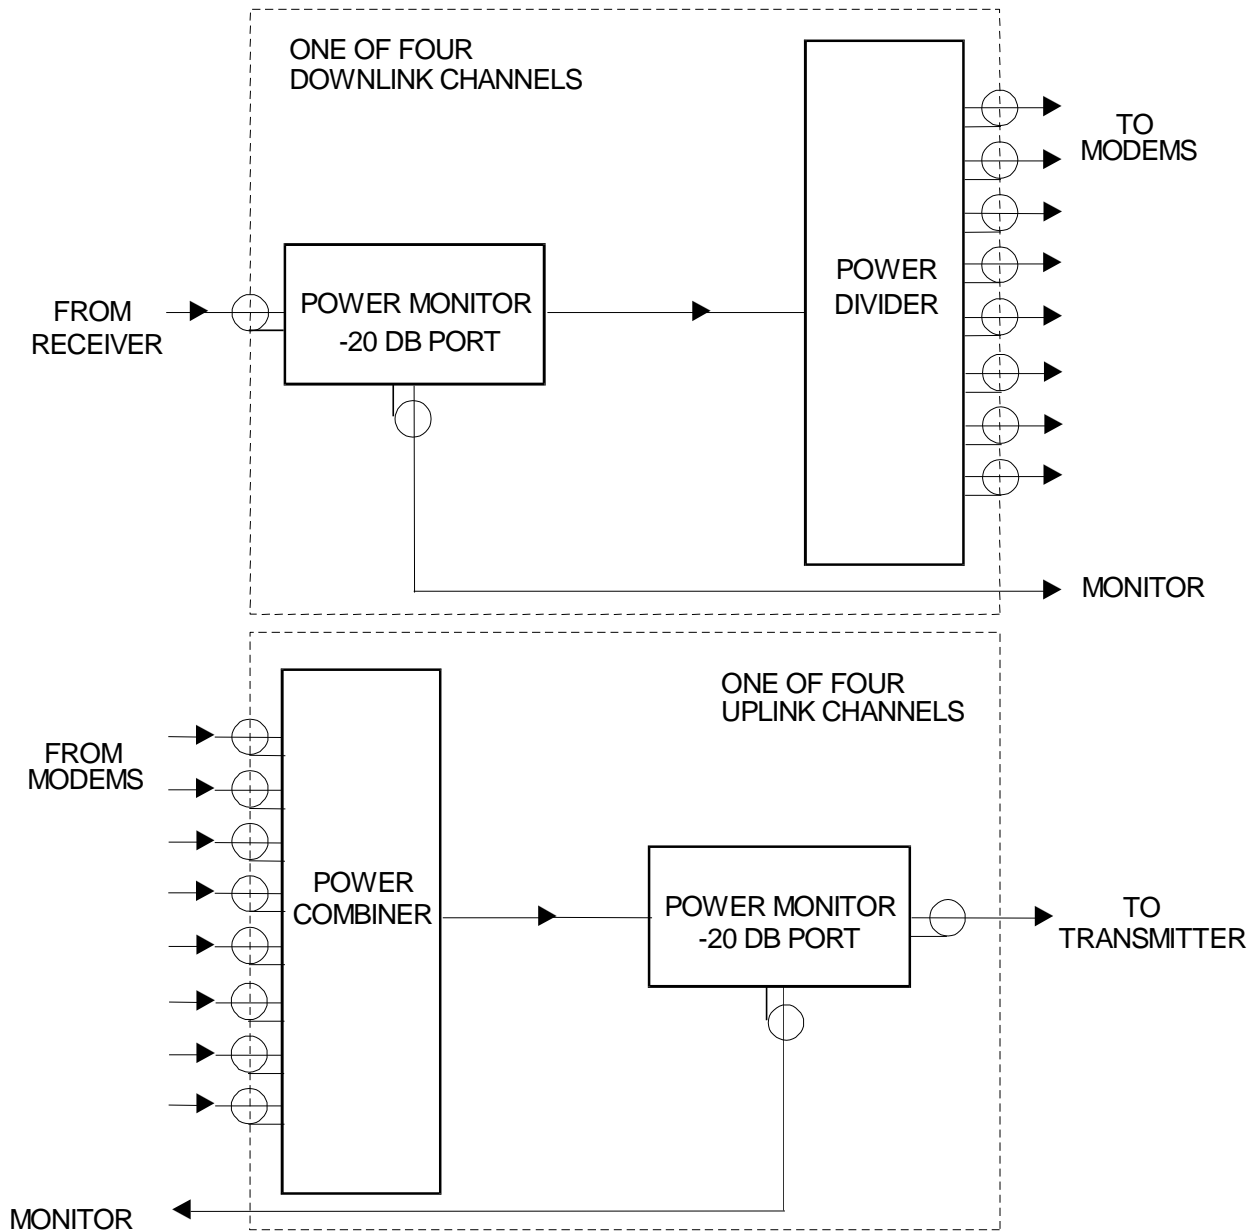 ONE OF FOUR
DOWNLINK CHANNELS
TO
MODEMS
POWER
DIVIDER
FROM
RECEIVER
POWER MONITOR
-20 DB PORT
MONITOR
ONE OF FOUR
UPLINK CHANNELS
FROM
MODEMS
POWER
COMBINER
POWER MONITOR
-20 DB PORT
TO
TRANSMITTER
MONITOR